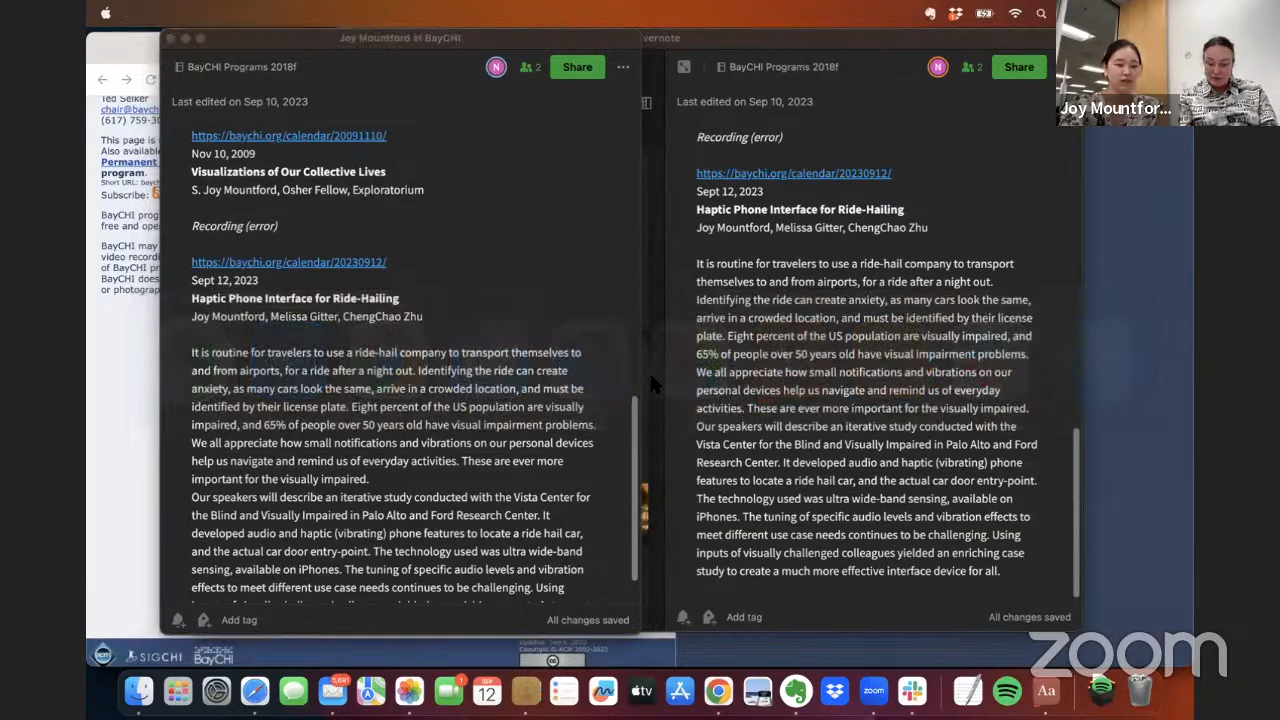 Joy Mountford at BayCHI
BayCHI Programs 2018f
N
2
Share
Last edited on Sep 10, 2023
https://baychi.org/calendar/20091110/
Nov 10, 2009
Visualizations of Our Collective Lives
S. Joy Mountford, Osher Fellow, Exploratorium
Recording (error)
https://baychi.org/calendar/20230912/
Sept 12, 2023
Haptic Phone Interface for Ride-Hailing
Joy Mountford, Melissa Gitter, ChengChao Zhu
It is routine for travelers to use a ride-hail company to transport themselves to
and from airports, for a ride after a night out. Identifying the ride can create
anxiety, as many cars look the same, arrive in a crowded location, and must be
identified by their license plate. Eight percent of the US population are visually
impaired, and 65% of people over 50 years old have visual impairment problems.
We all appreciate how small notifications and vibrations on our personal devices
help us navigate and remind us of everyday activities. These are ever more
important for the visually impaired.
Our speakers will describe an iterative study conducted with the Vista Center for
the Blind and Visually Impaired in Palo Alto and Ford Research Center. It
developed audio and haptic (vibrating) phone features to locate a ride hail car,
and the actual car door entry-point. The technology used was ultra wide-band
sensing, available on iPhones. The tuning of specific audio levels and vibration
effects to meet different use case needs continues to be challenging. Using
Add tag
All changes saved
vernote
BayCHI Programs 2018f
N
2
Share
Last edited on Sep 10, 2023
Recording (error)
https://baychi.org/calendar/20230912/
Sept 12, 2023
Haptic Phone Interface for Ride-Hailing
Joy Mountford, Melissa Gitter, ChengChao Zhu
It is routine for travelers to use a ride-hail company to transport
themselves to and from airports, for a ride after a night out.
Identifying the ride can create anxiety, as many cars look the same,
arrive in a crowded location, and must be identified by their license
plate. Eight percent of the US population are visually impaired, and
65% of people over 50 years old have visual impairment problems.
We all appreciate how small notifications and vibrations on our
personal devices help us navigate and remind us of everyday
activities. These are ever more important for the visually impaired.
Our speakers will describe an iterative study conducted with the
Vista Center for the Blind and Visually Impaired in Palo Alto and Ford
Research Center. It developed audio and haptic (vibrating) phone
features to locate a ride hail car, and the actual car door entry-point.
The technology used was ultra wide-band sensing, available on
iPhones. The tuning of specific audio levels and vibration effects to
meet different use case needs continues to be challenging. Using
inputs of visually challenged colleagues yielded an enriching case
study to create a much more effective interface device for all.
Add tag
All changes saved
Ted Selker
chair@baychi
(617) 759-30
This page is
Also available
Permanent
program.
Short URL: bayc
Subscribe:
BayCHI prog
free and open
BayCHI may
video record
of BayCHI pr
BayCHI does
or photograp
Joy Mountfor...
acm
SIGCHI
BayCHI
Copyright © ACM 2002-2023
cc
5,691
1
SEP
12
tv
zoom
Aa
zoom